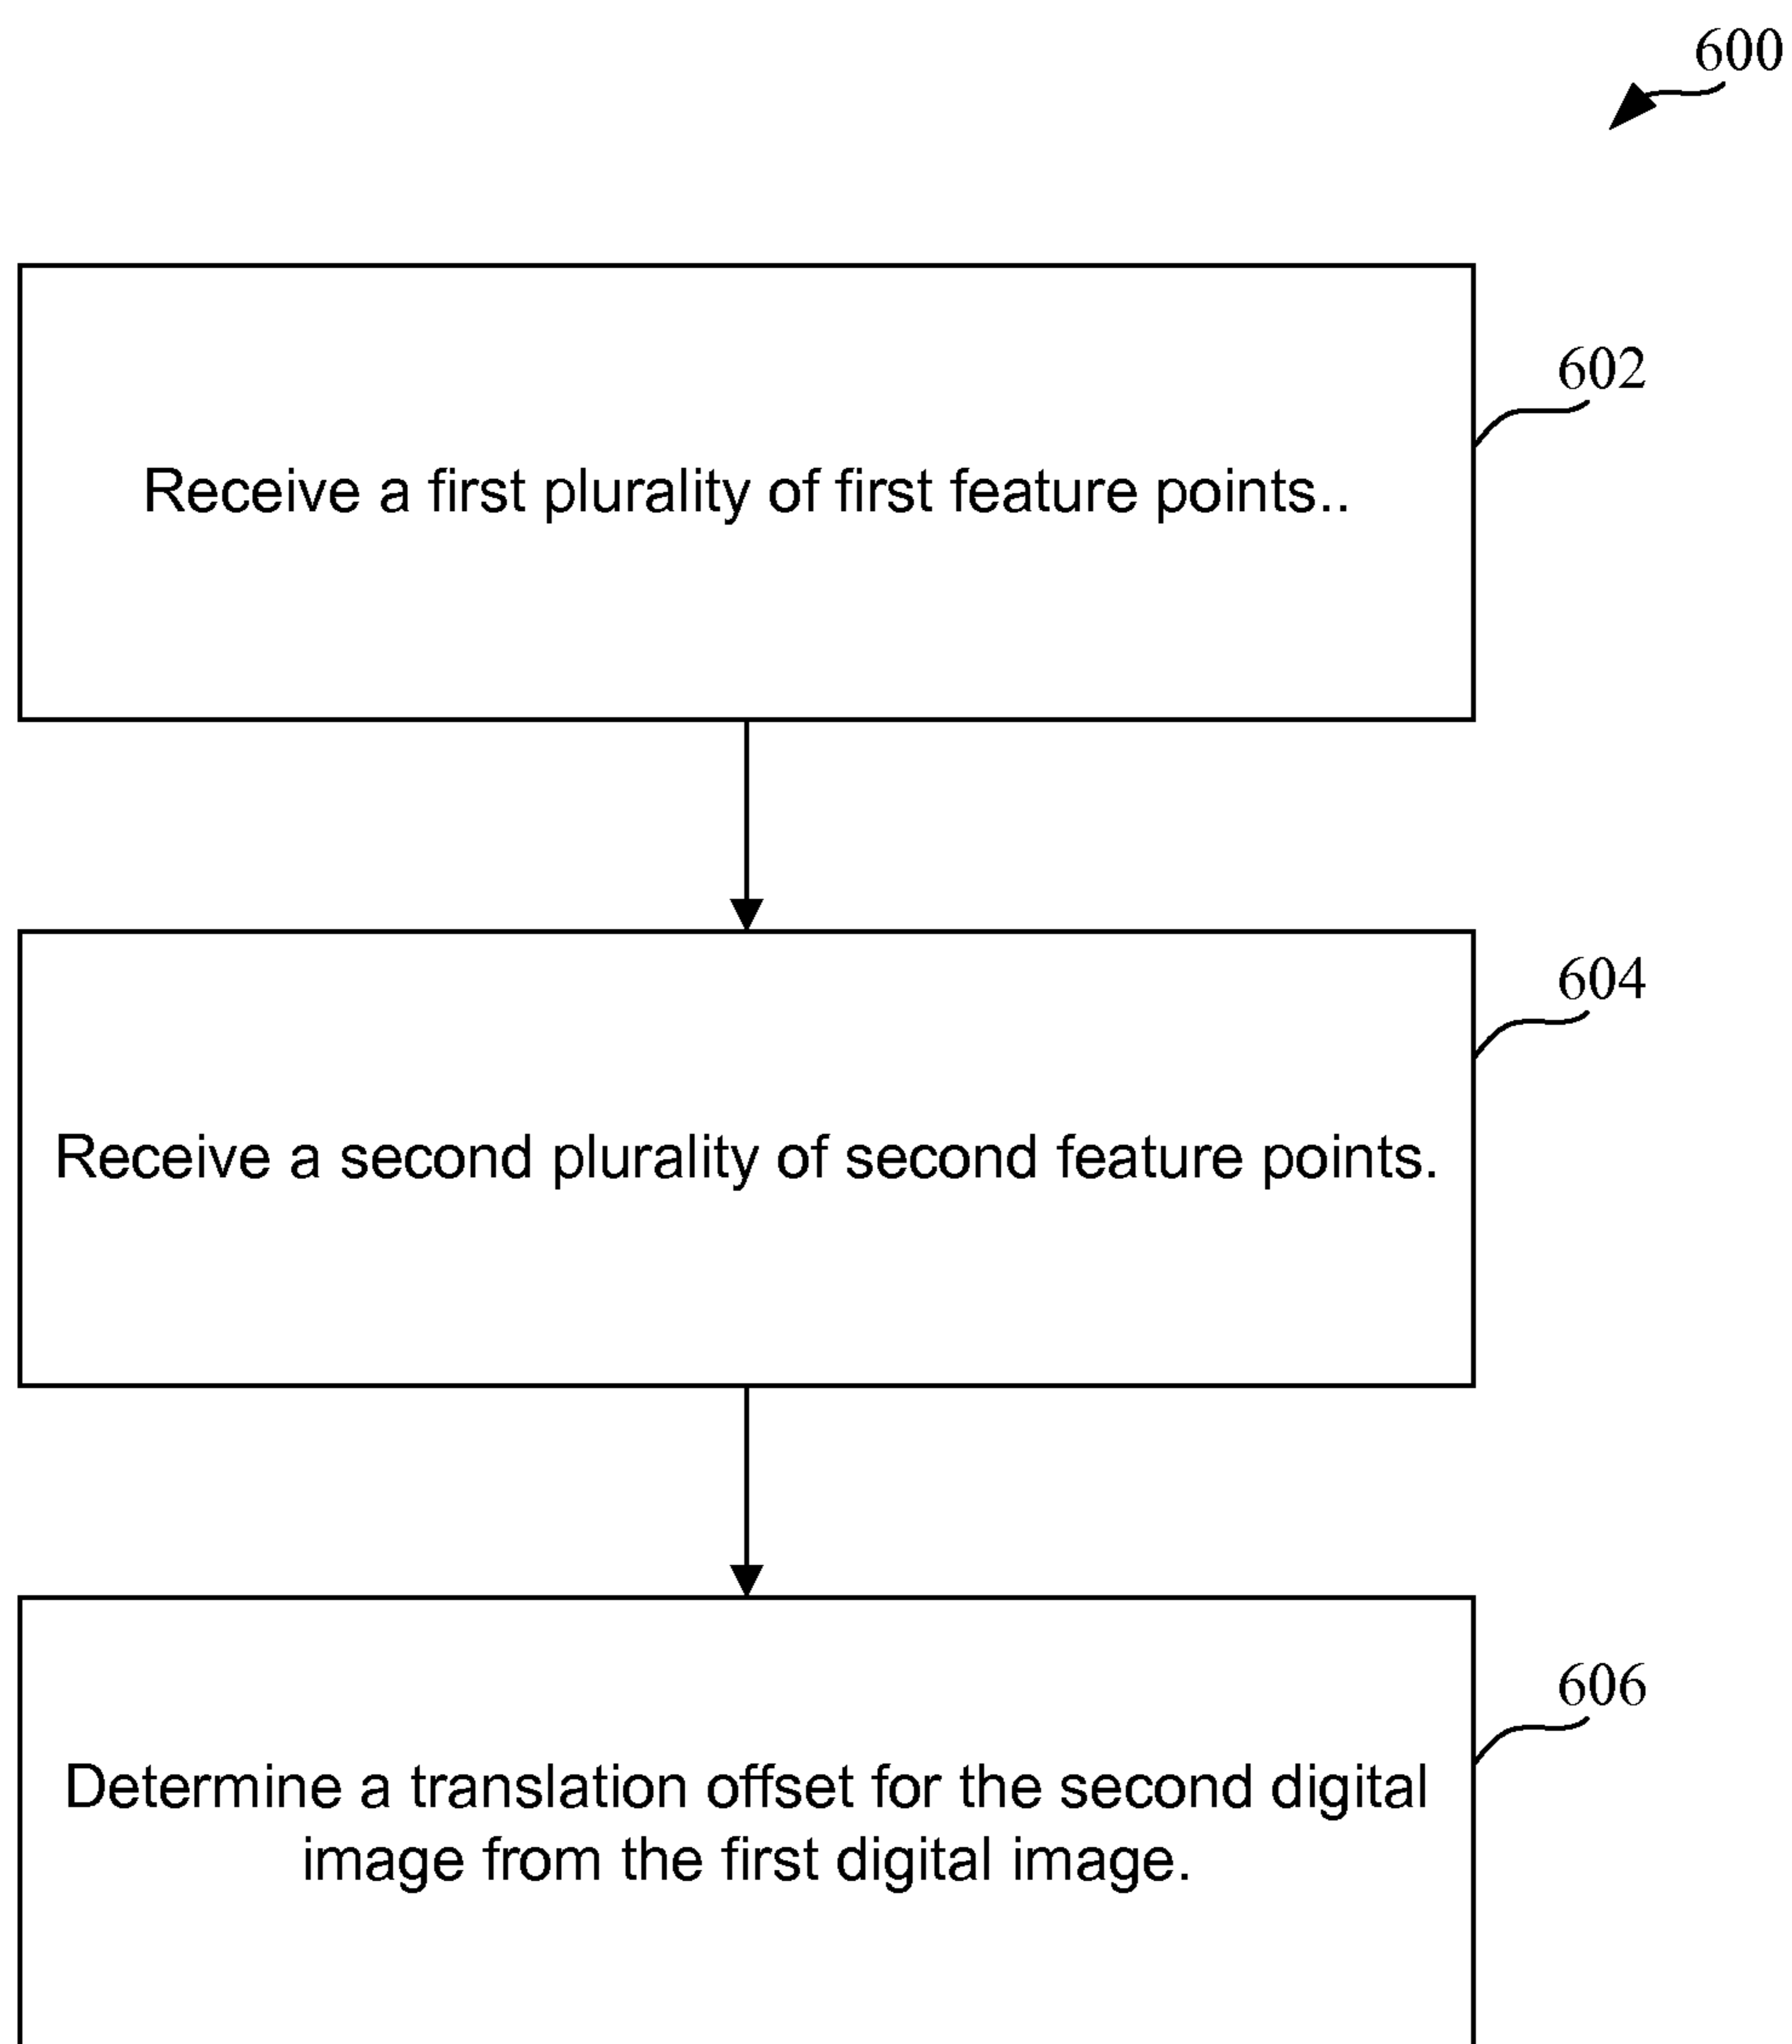 600
602
Receive a first plurality of first feature points..
604
Receive a second plurality of second feature points.
606
Determine a translation offset for the second digital
image from the first digital image.